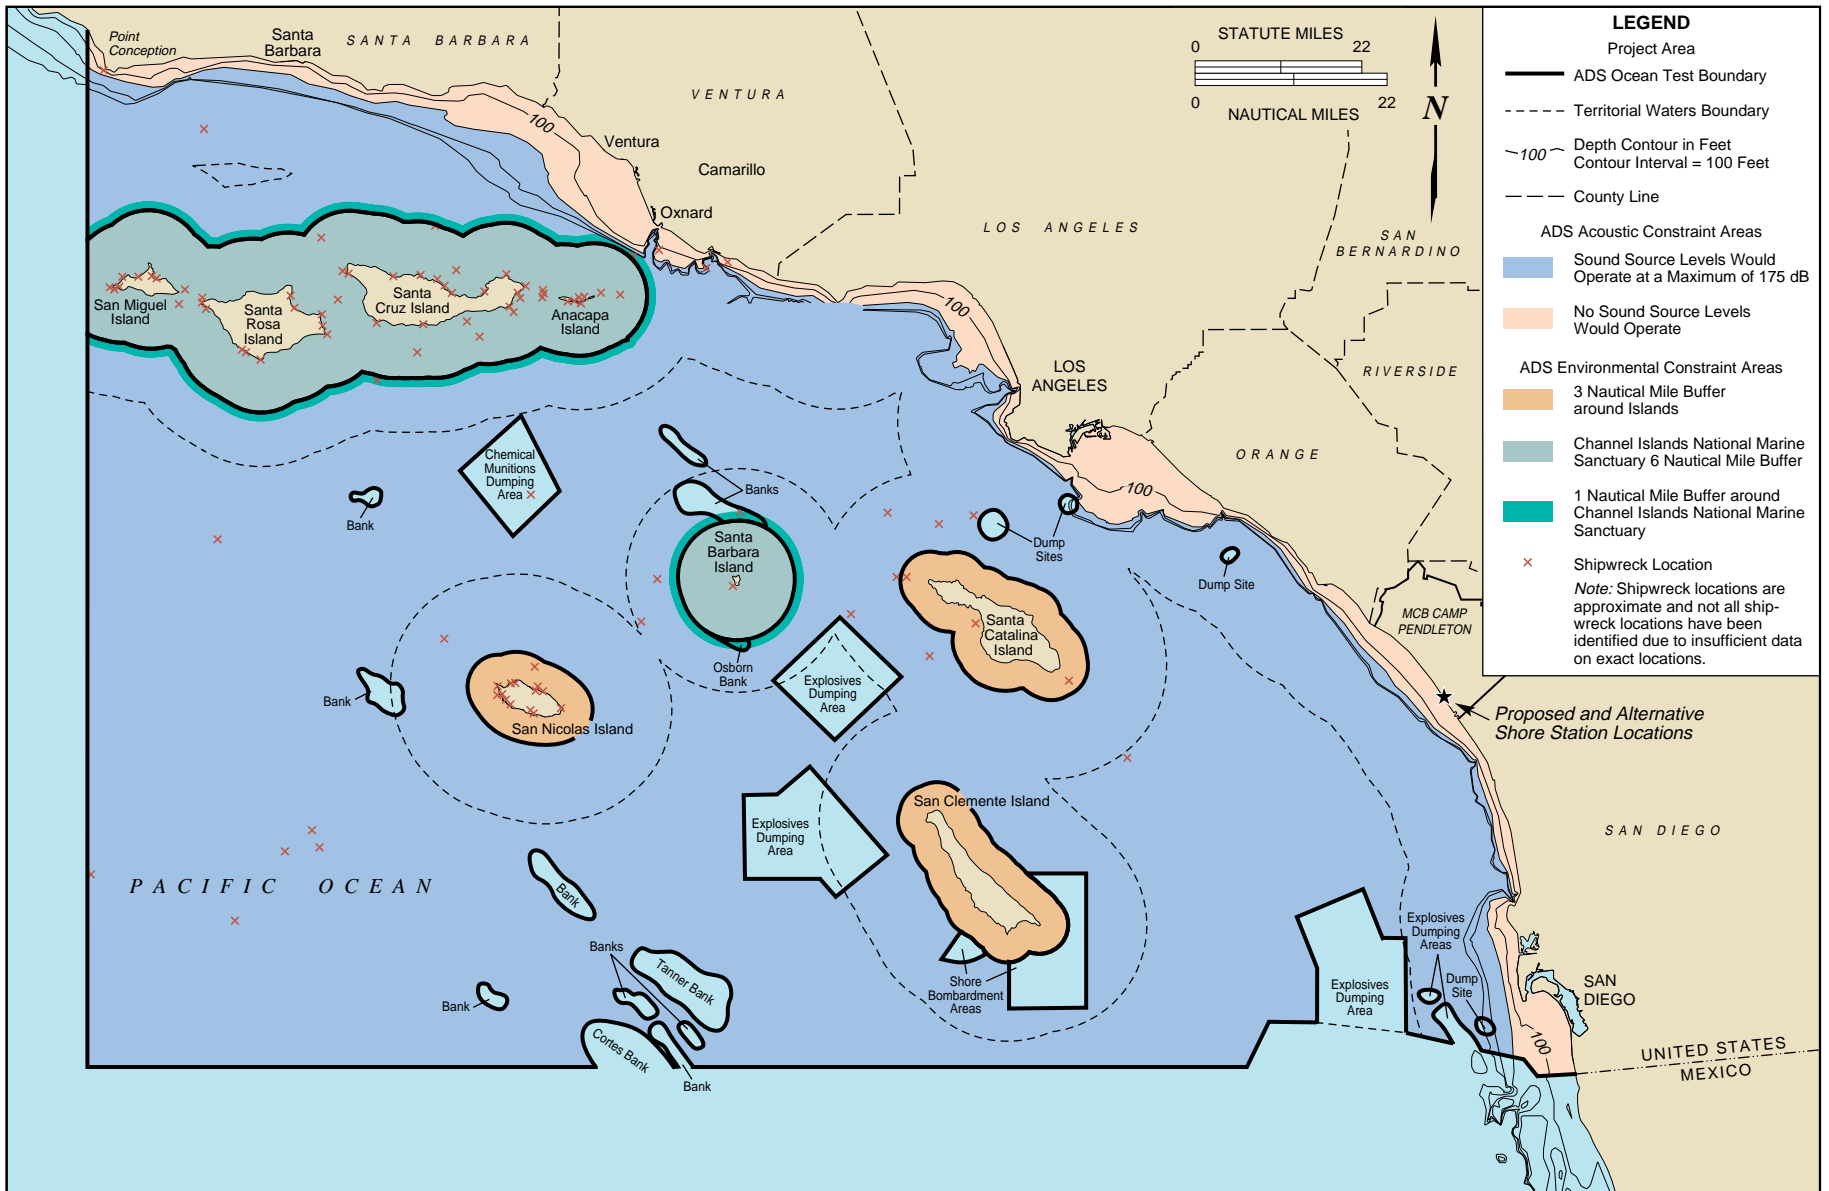 Point
Conception
Santa
Barbara
SANTA BARBARA
VENTURA
100
Ventura
Camarillo
Oxnard
STATUTE MILES
0 22
0 22
NAUTICAL MILES
N
LOS ANGELES
SAN
BERNARDINO
RIVERSIDE
ORANGE
LOS
ANGELES
100
100
San Miguel
Island
Santa
Rosa
Island
Santa
Cruz Island
Anacapa
Island
Chemical
Munitions
Dumping
Area
Bank
Banks
Santa
Barbara
Island
Osborn
Bank
Dump
Sites
Dump Site
Santa
Catalina
Island
MCB CAMP
PENDLETON
Bank
San Nicolas Island
Explosives
Dumping
Area
Proposed and Alternative
Shore Station Locations
San Clemente Island
Explosives
Dumping
Area
SAN DIEGO
PACIFIC OCEAN
Bank
Banks
Tanner Bank
Bank
Cortes Bank
Bank
Shore
Bombardment
Areas
Explosives
Dumping
Areas
Explosives
Dumping
Area
Dump
Site
SAN
DIEGO
100
UNITED STATES
MEXICO
LEGEND
Project Area
ADS Ocean Test Boundary
Territorial Waters Boundary
100
Depth Contour in Feet
Contour Interval = 100 Feet
County Line
ADS Acoustic Constraint Areas
Sound Source Levels Would
Operate at a Maximum of 175 dB
No Sound Source Levels
Would Operate
ADS Environmental Constraint Areas
3 Nautical Mile Buffer
around Islands
Channel Islands National Marine
Sanctuary 6 Nautical Mile Buffer
1 Nautical Mile Buffer around
Channel Islands National Marine
Sanctuary
Shipwreck Location
Note: Shipwreck locations are
approximate and not all ship-
wreck locations have been
identified due to insufficient data
on exact locations.